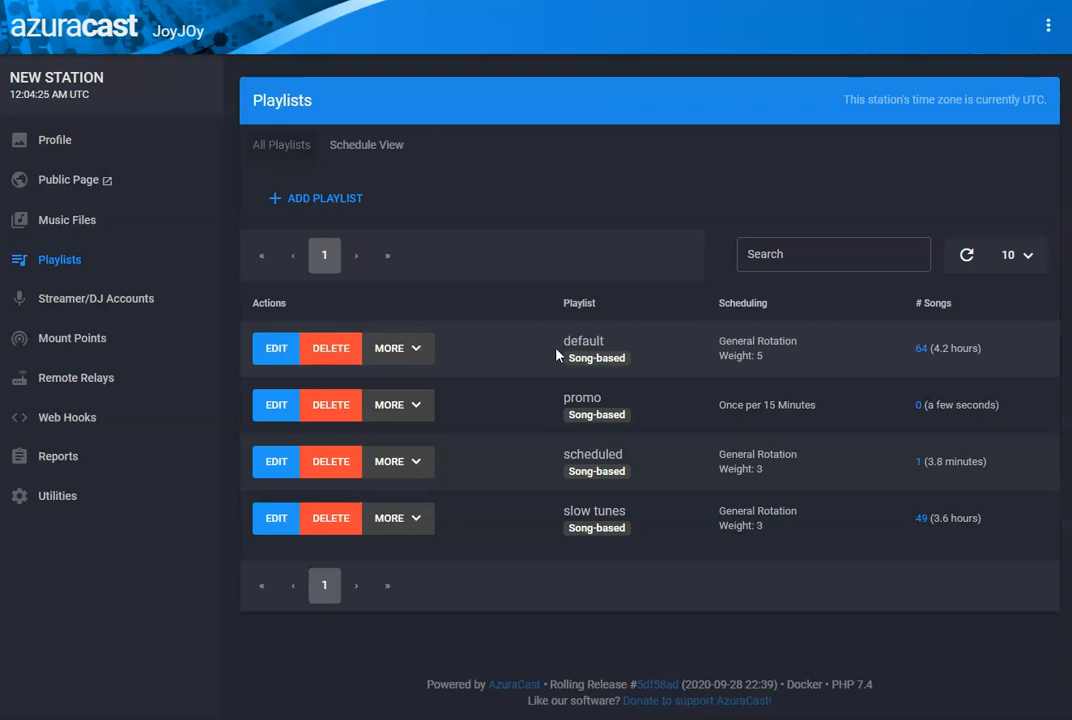 azuracast JoyJOy
NEW STATION
12:04:25 AM UTC
Profile
Public Page
Music Files
Playlists
Streamer/DJ Accounts
Mount Points
Remote Relays
Web Hooks
Reports
Utilities
Playlists
This station's time zone is currently UTC.
All Playlists Schedule View
+ ADD PLAYLIST
« ‹ 1 › »
Search
10
Actions Playlist Scheduling # Songs
EDIT DELETE MORE default General Rotation 64 (4.2 hours)
Song-based Weight: 5
EDIT DELETE MORE promo Once per 15 Minutes 0 (a few seconds)
Song-based
EDIT DELETE MORE scheduled General Rotation 1 (3.8 minutes)
Song-based Weight: 3
EDIT DELETE MORE slow tunes General Rotation 49 (3.6 hours)
Song-based Weight: 3
« ‹ 1 › »
Powered by AzuraCast • Rolling Release #5df58ad (2020-09-28 22:39) • Docker • PHP 7.4
Like our software? Donate to support AzuraCast!